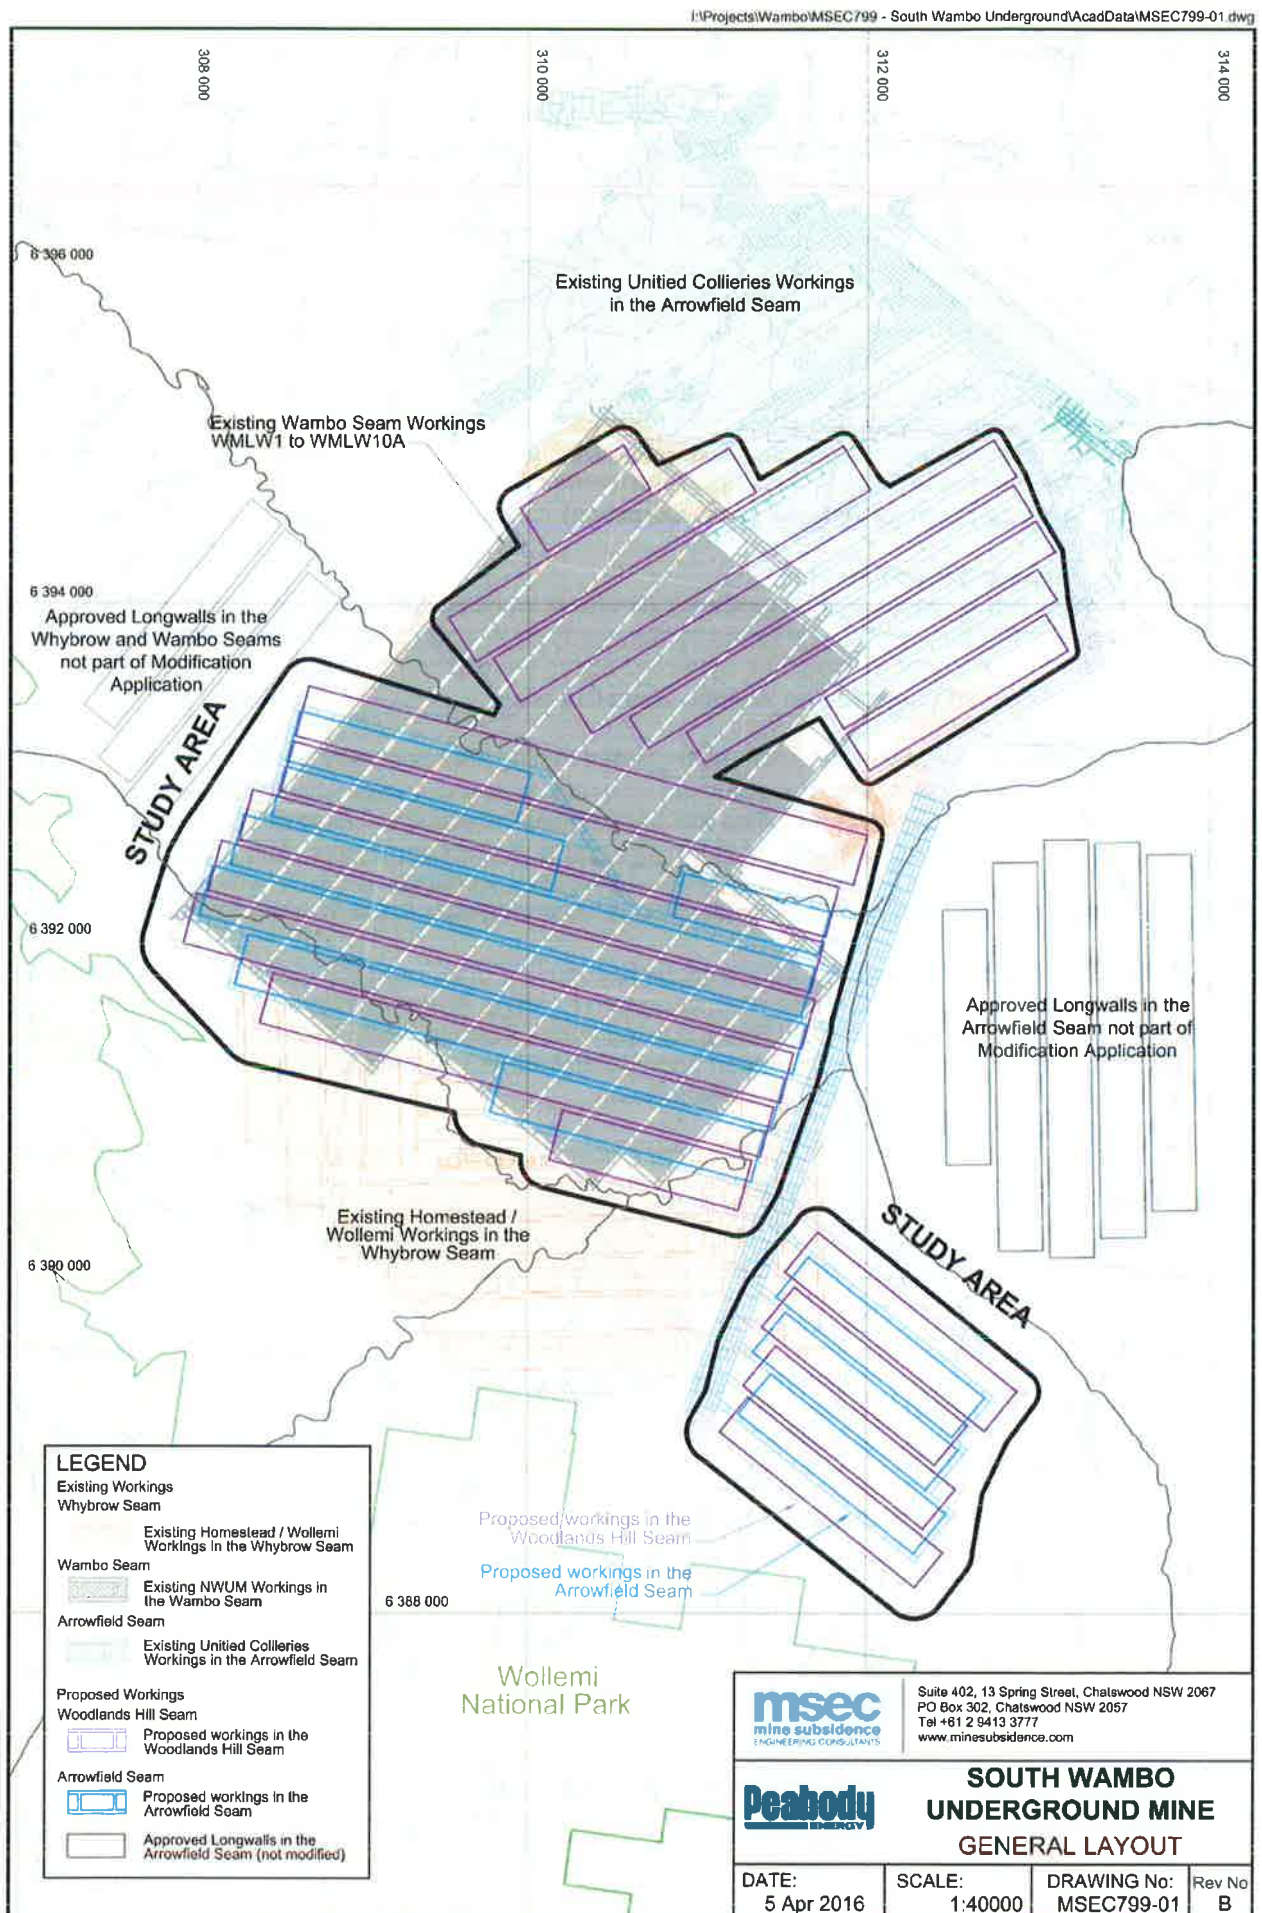 I:\Projects\Wambo\MSEC799 - South Wambo Underground\AcadData\MSEC799-01.dwg
308 000
310 000
312 000
314 000
6 396 000
Existing Unitied Collieries Workings
in the Arrowfield Seam
Existing Wambo Seam Workings
WMLW1 to WMLW10A
6 394 000
Approved Longwalls in the
Whybrow and Wambo Seams
not part of Modification
Application
STUDY AREA
6 392 000
Approved Longwalls in the
Arrowfield Seam not part of
Modification Application
Existing Homestead /
Wollemi Workings in the
Whybrow Seam
STUDY AREA
6 390 000
Proposed workings in the
Woodlands Hill Seam
Proposed workings in the
Arrowfield Seam
6 388 000
Wollemi
National Park
LEGEND
Existing Workings
Whybrow Seam
Existing Homestead / Wollemi
Workings in the Whybrow Seam
Wambo Seam
Existing NWUM Workings in
the Wambo Seam
Arrowfield Seam
Existing Unitied Collieries
Workings in the Arrowfield Seam
Proposed Workings
Woodlands Hill Seam
Proposed workings in the
Woodlands Hill Seam
Arrowfield Seam
Proposed workings in the
Arrowfield Seam
Approved Longwalls in the
Arrowfield Seam (not modified)
msec
mine subsidence
ENGINEERING CONSULTANTS
Suite 402, 13 Spring Street, Chatswood NSW 2067
PO Box 302, Chatswood NSW 2057
Tel +61 2 9413 3777
www.minesubsidence.com
Peabody
ENERGY
SOUTH WAMBO
UNDERGROUND MINE
GENERAL LAYOUT
DATE:
5 Apr 2016
SCALE:
1:40000
DRAWING No:
MSEC799-01
Rev No
B